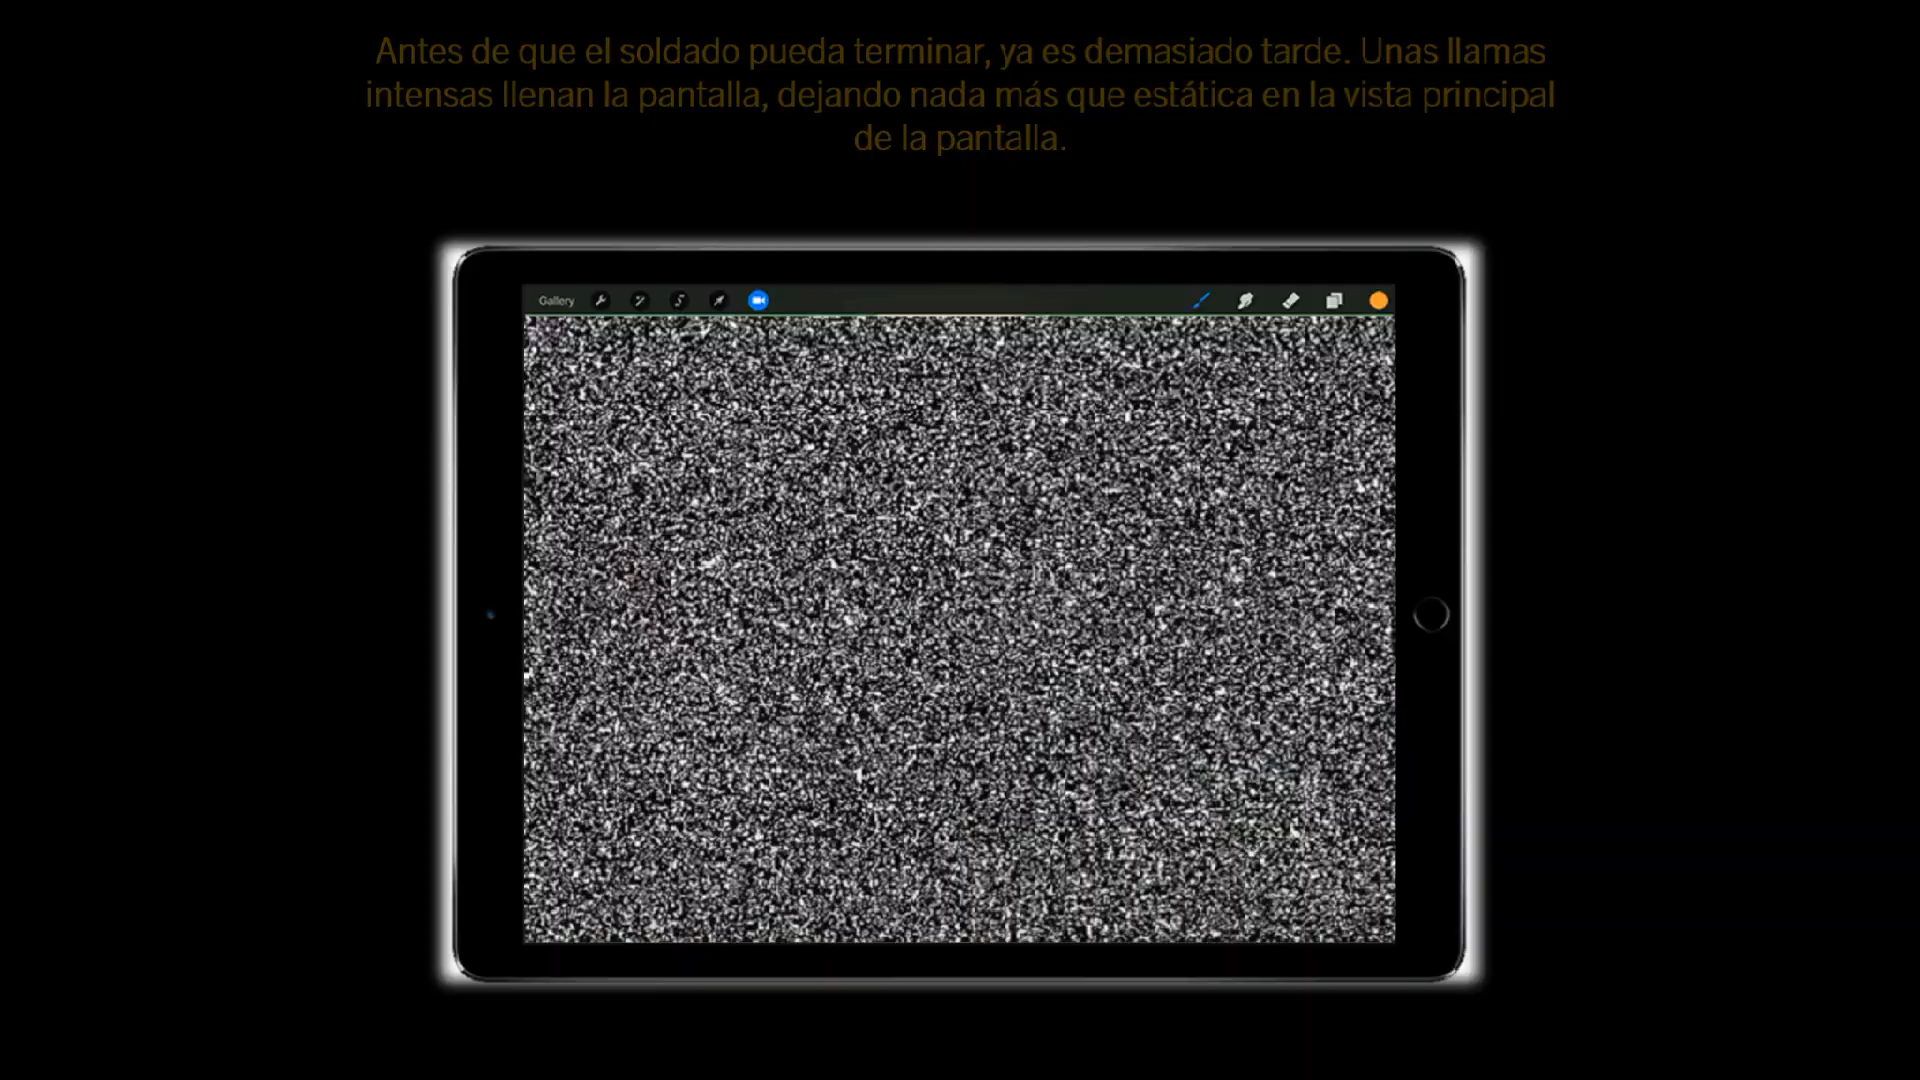 Antes de que el soldado pueda terminar, ya es demasiado tarde. Unas llamas
intensas llenan la pantalla, dejando nada más que estática en la vista principal
de la pantalla.
Gallery